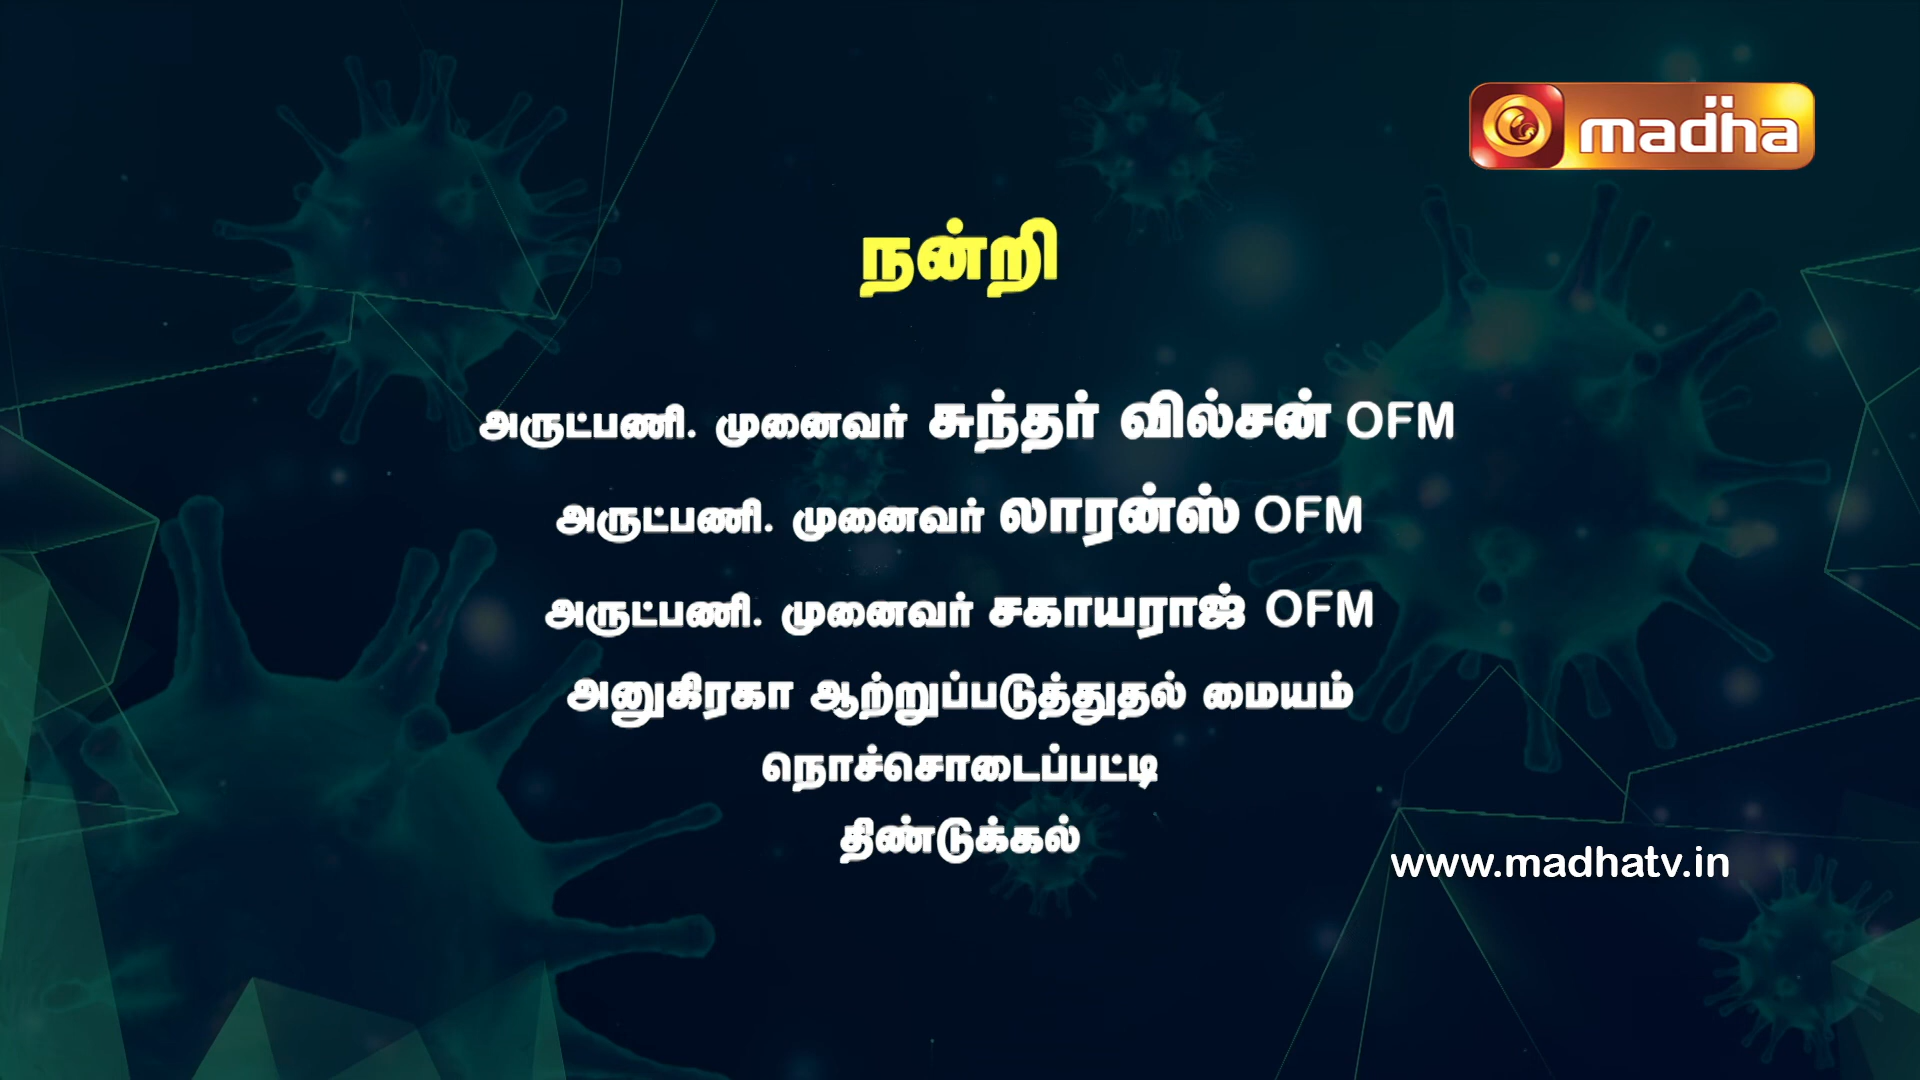 madha
நன்றி
அருட்பணி. முனைவர் சுந்தர் வில்சன் OFM
அருட்பணி. முனைவர் லாரன்ஸ் OFM
அருட்பணி. முனைவர் சகாயராஜ் OFM
அனுகிரகா ஆற்றுப்படுத்துதல் மையம்
நொச்சொடைப்பட்டி
திண்டுக்கல்
www.madhatv.in